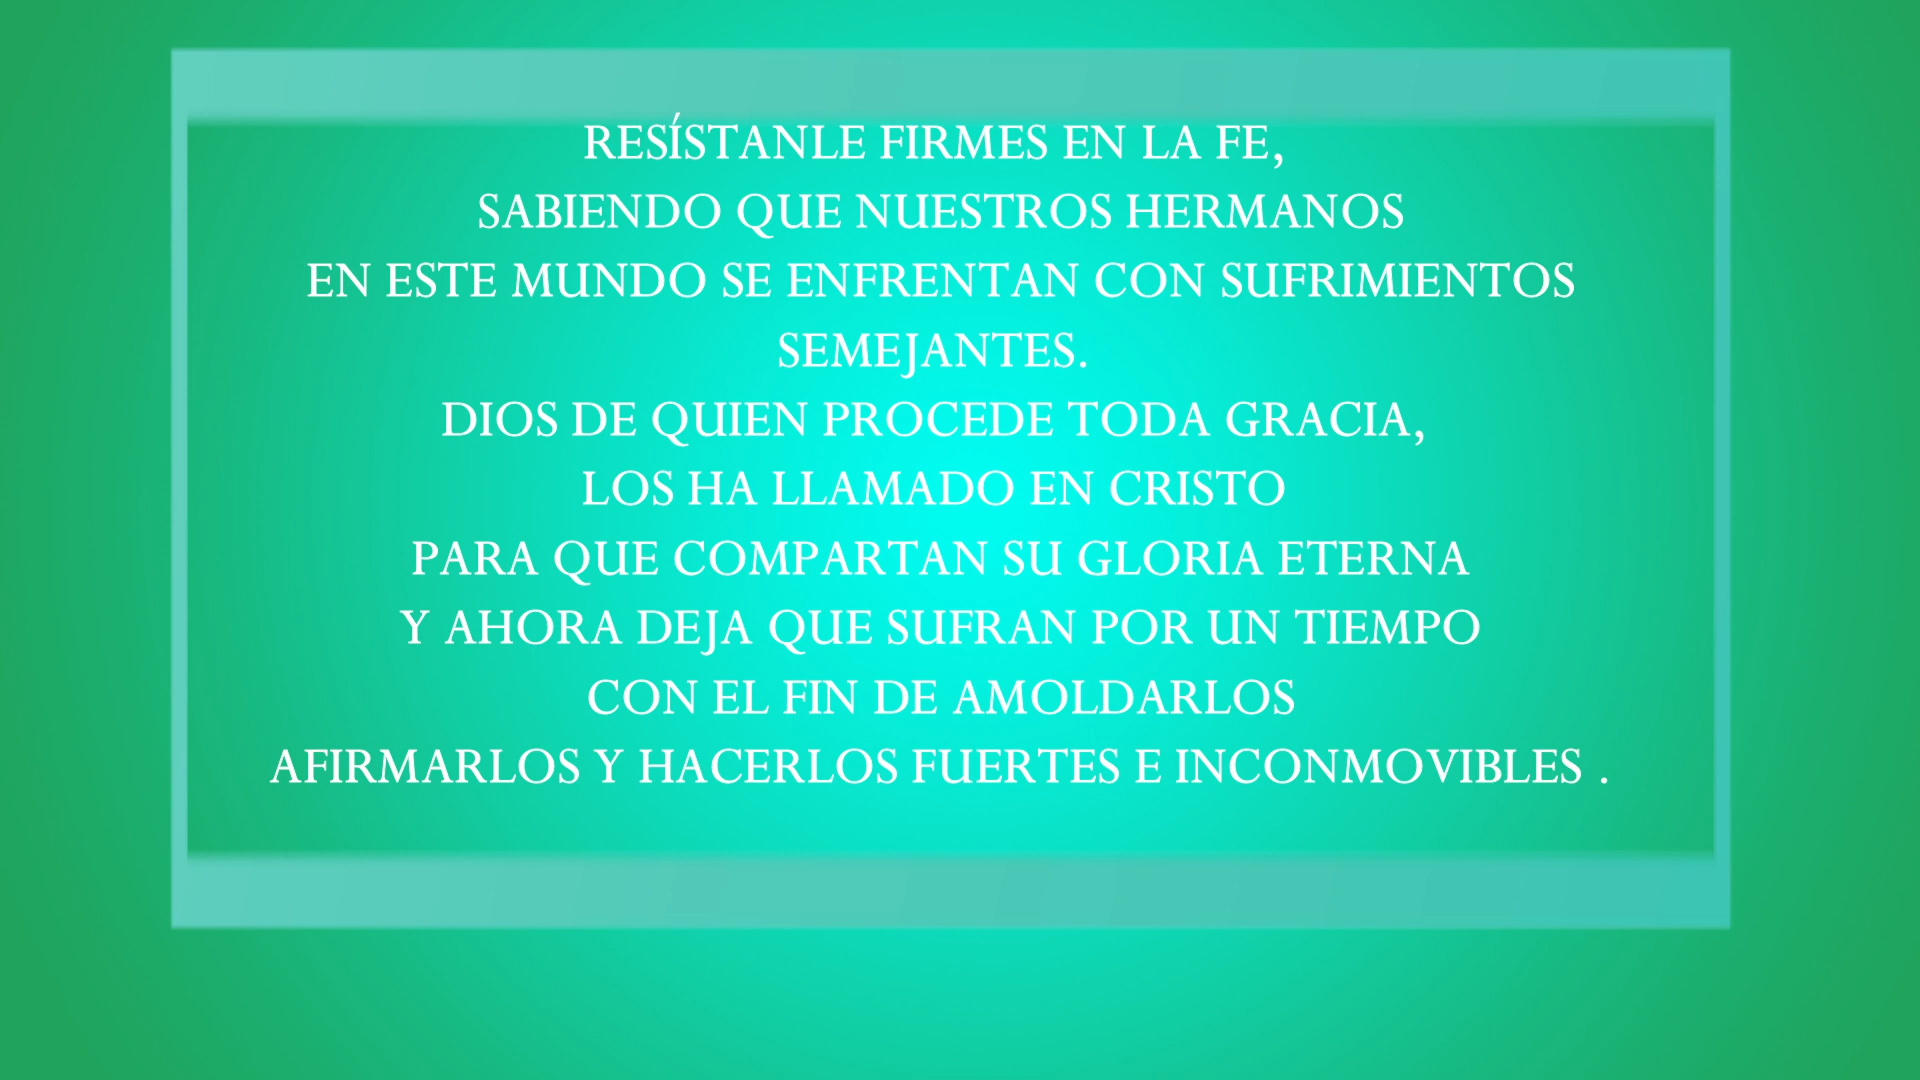 RESÍSTANLE FIRMES EN LA FE,
SABIENDO QUE NUESTROS HERMANOS
EN ESTE MUNDO SE ENFRENTAN CON SUFRIMIENTOS
SEMEJANTES.
DIOS DE QUIEN PROCEDE TODA GRACIA,
LOS HA LLAMADO EN CRISTO
PARA QUE COMPARTAN SU GLORIA ETERNA
Y AHORA DEJA QUE SUFRAN POR UN TIEMPO
CON EL FIN DE AMOLDARLOS
AFIRMARLOS Y HACERLOS FUERTES E INCONMOVIBLES .